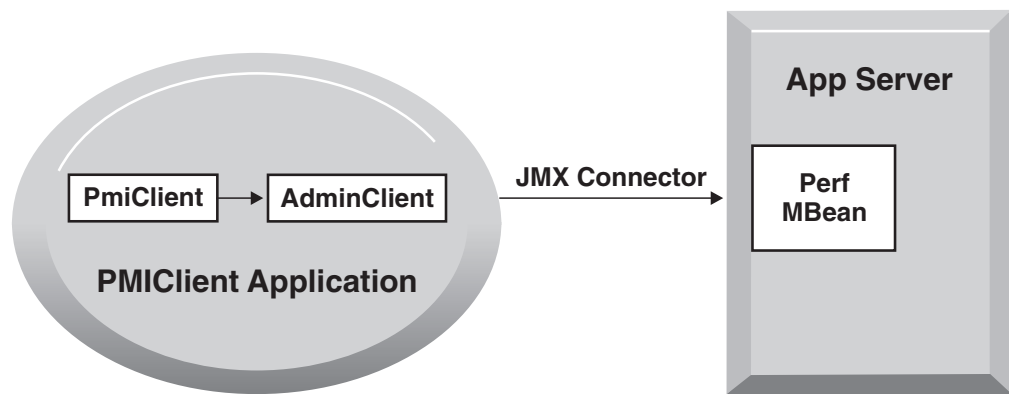 PmiClient
AdminClient
PMIClient Application
JMX Connector
App Server
Perf
MBean